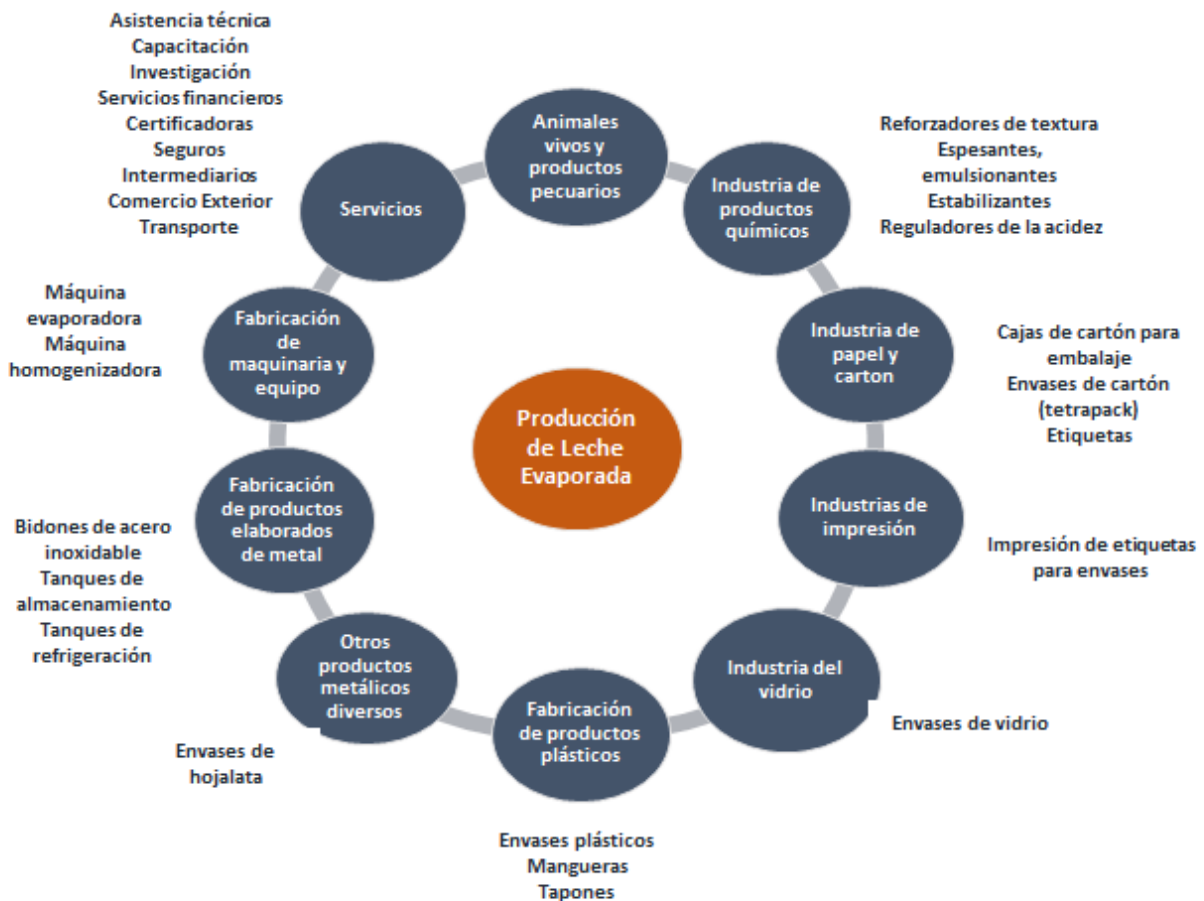 Asistencia técnica
Capacitación
Investigación
Servicios financieros
Certificadoras
Seguros
Intermediarios
Comercio Exterior
Transporte
Servicios
Animales
vivos y
productos
pecuarios
Industria de
productos
químicos
Reforzadores de textura
Espesantes,
emulsionantes
Estabilizantes
Reguladores de la acidez
Máquina
evaporadora
Máquina
homogenizadora
Fabricación
de
maquinaria y
equipo
Industria de
papel y
carton
Cajas de cartón para
embalaje
Envases de cartón
(tetrapack)
Etiquetas
Producción
de Leche
Evaporada
Bidones de acero
inoxidable
Tanques de
almacenamiento
Tanques de
refrigeración
Fabricación
de productos
elaborados
de metal
Industrias de
impresión
Impresión de etiquetas
para envases
Envases de
hojalata
Otros
productos
metálicos
diversos
Fabricación
de productos
plásticos
Industria del
vidrio
Envases de vidrio
Envases plásticos
Mangueras
Tapones